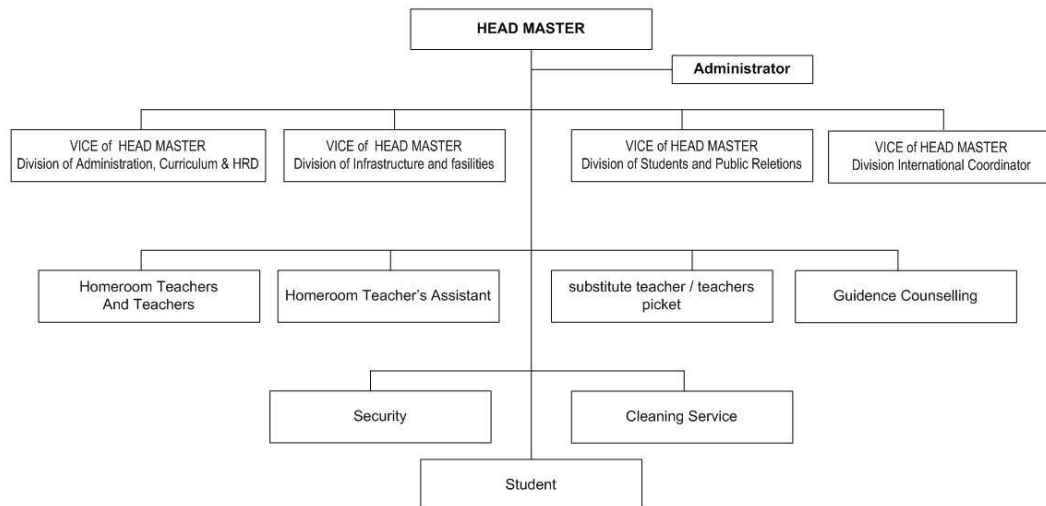 HEAD MASTER
Administrator
VICE of HEAD MASTER
Division of Administration, Curriculum & HRD
VICE of HEAD MASTER
Division of Infrastructure and fasilities
VICE of HEAD MASTER
Division of Students and Public Reletions
VICE of HEAD MASTER
Division International Coordinator
Homeroom Teachers
And Teachers
Homeroom Teacher's Assistant
substitute teacher / teachers
picket
Guidence Counselling
Security
Cleaning Service
Student